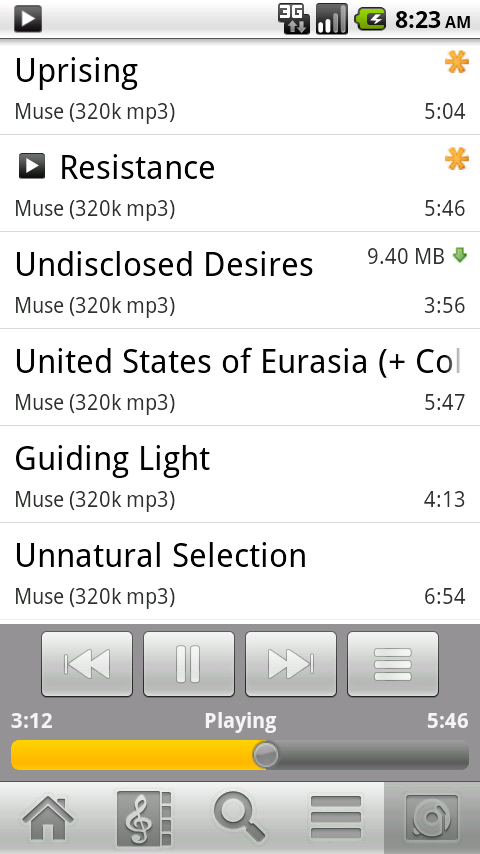 3G 8:23 AM
Uprising
Muse (320k mp3) 5:04
Resistance
Muse (320k mp3) 5:46
Undisclosed Desires 9.40 MB
Muse (320k mp3) 3:56
United States of Eurasia (+ Col
Muse (320k mp3) 5:47
Guiding Light
Muse (320k mp3) 4:13
Unnatural Selection
Muse (320k mp3) 6:54
3:12 Playing 5:46